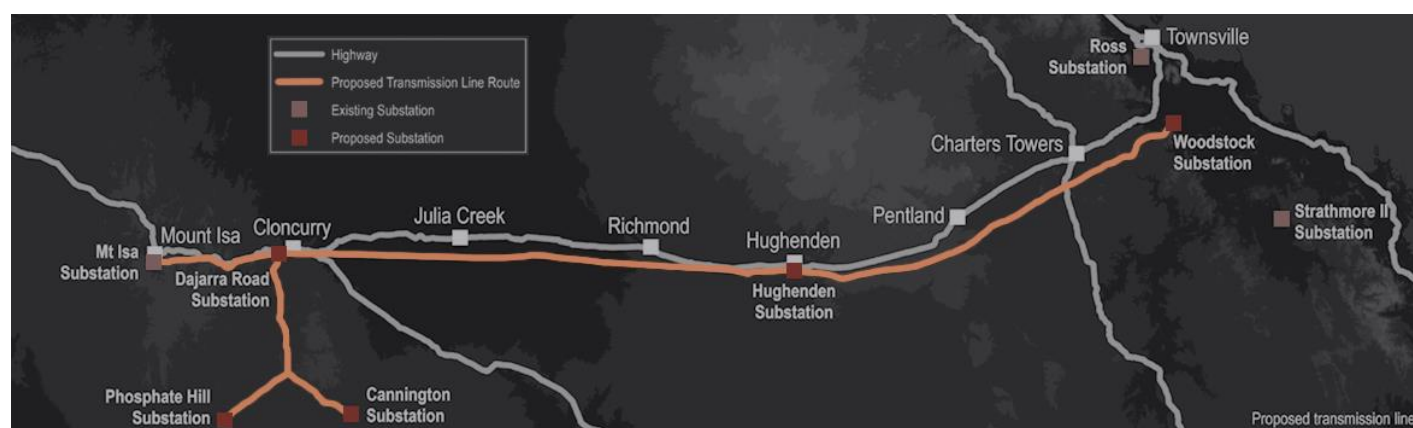 Highway
Proposed Transmission Line Route
Existing Substation
Proposed Substation
Townsville
Ross
Substation
Charters Towers
Woodstock
Substation
Pentland
Strathmore II
Substation
Julia Creek
Richmond
Hughenden
Hughenden
Substation
Mount Isa
Cloncurry
Mt Isa
Substation
Dajarra Road
Substation
Phosphate Hill
Substation
Cannington
Substation
Proposed transmission line